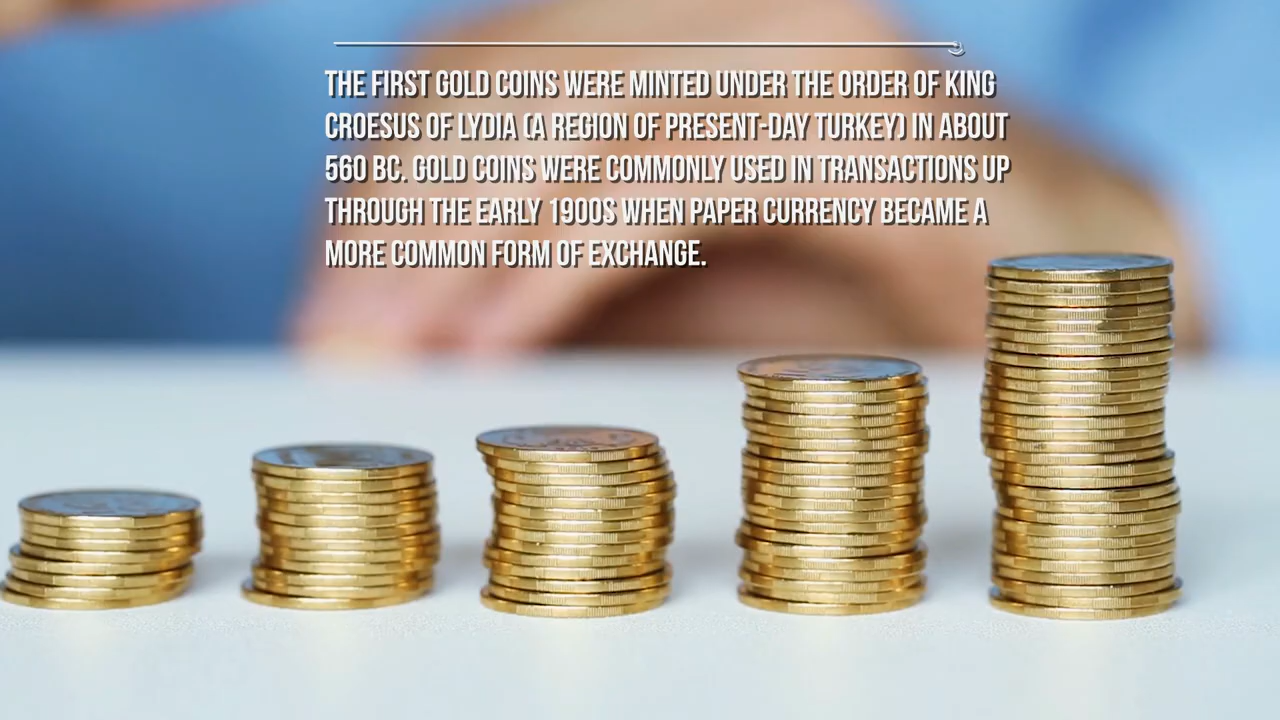 THE FIRST GOLD COINS WERE MINTED UNDER THE ORDER OF KING
CROESUS OF LYDIA (A REGION OF PRESENT-DAY TURKEY) IN ABOUT
560 BC. GOLD COINS WERE COMMONLY USED IN TRANSACTIONS UP
THROUGH THE EARLY 1900S WHEN PAPER CURRENCY BECAME A
MORE COMMON FORM OF EXCHANGE.